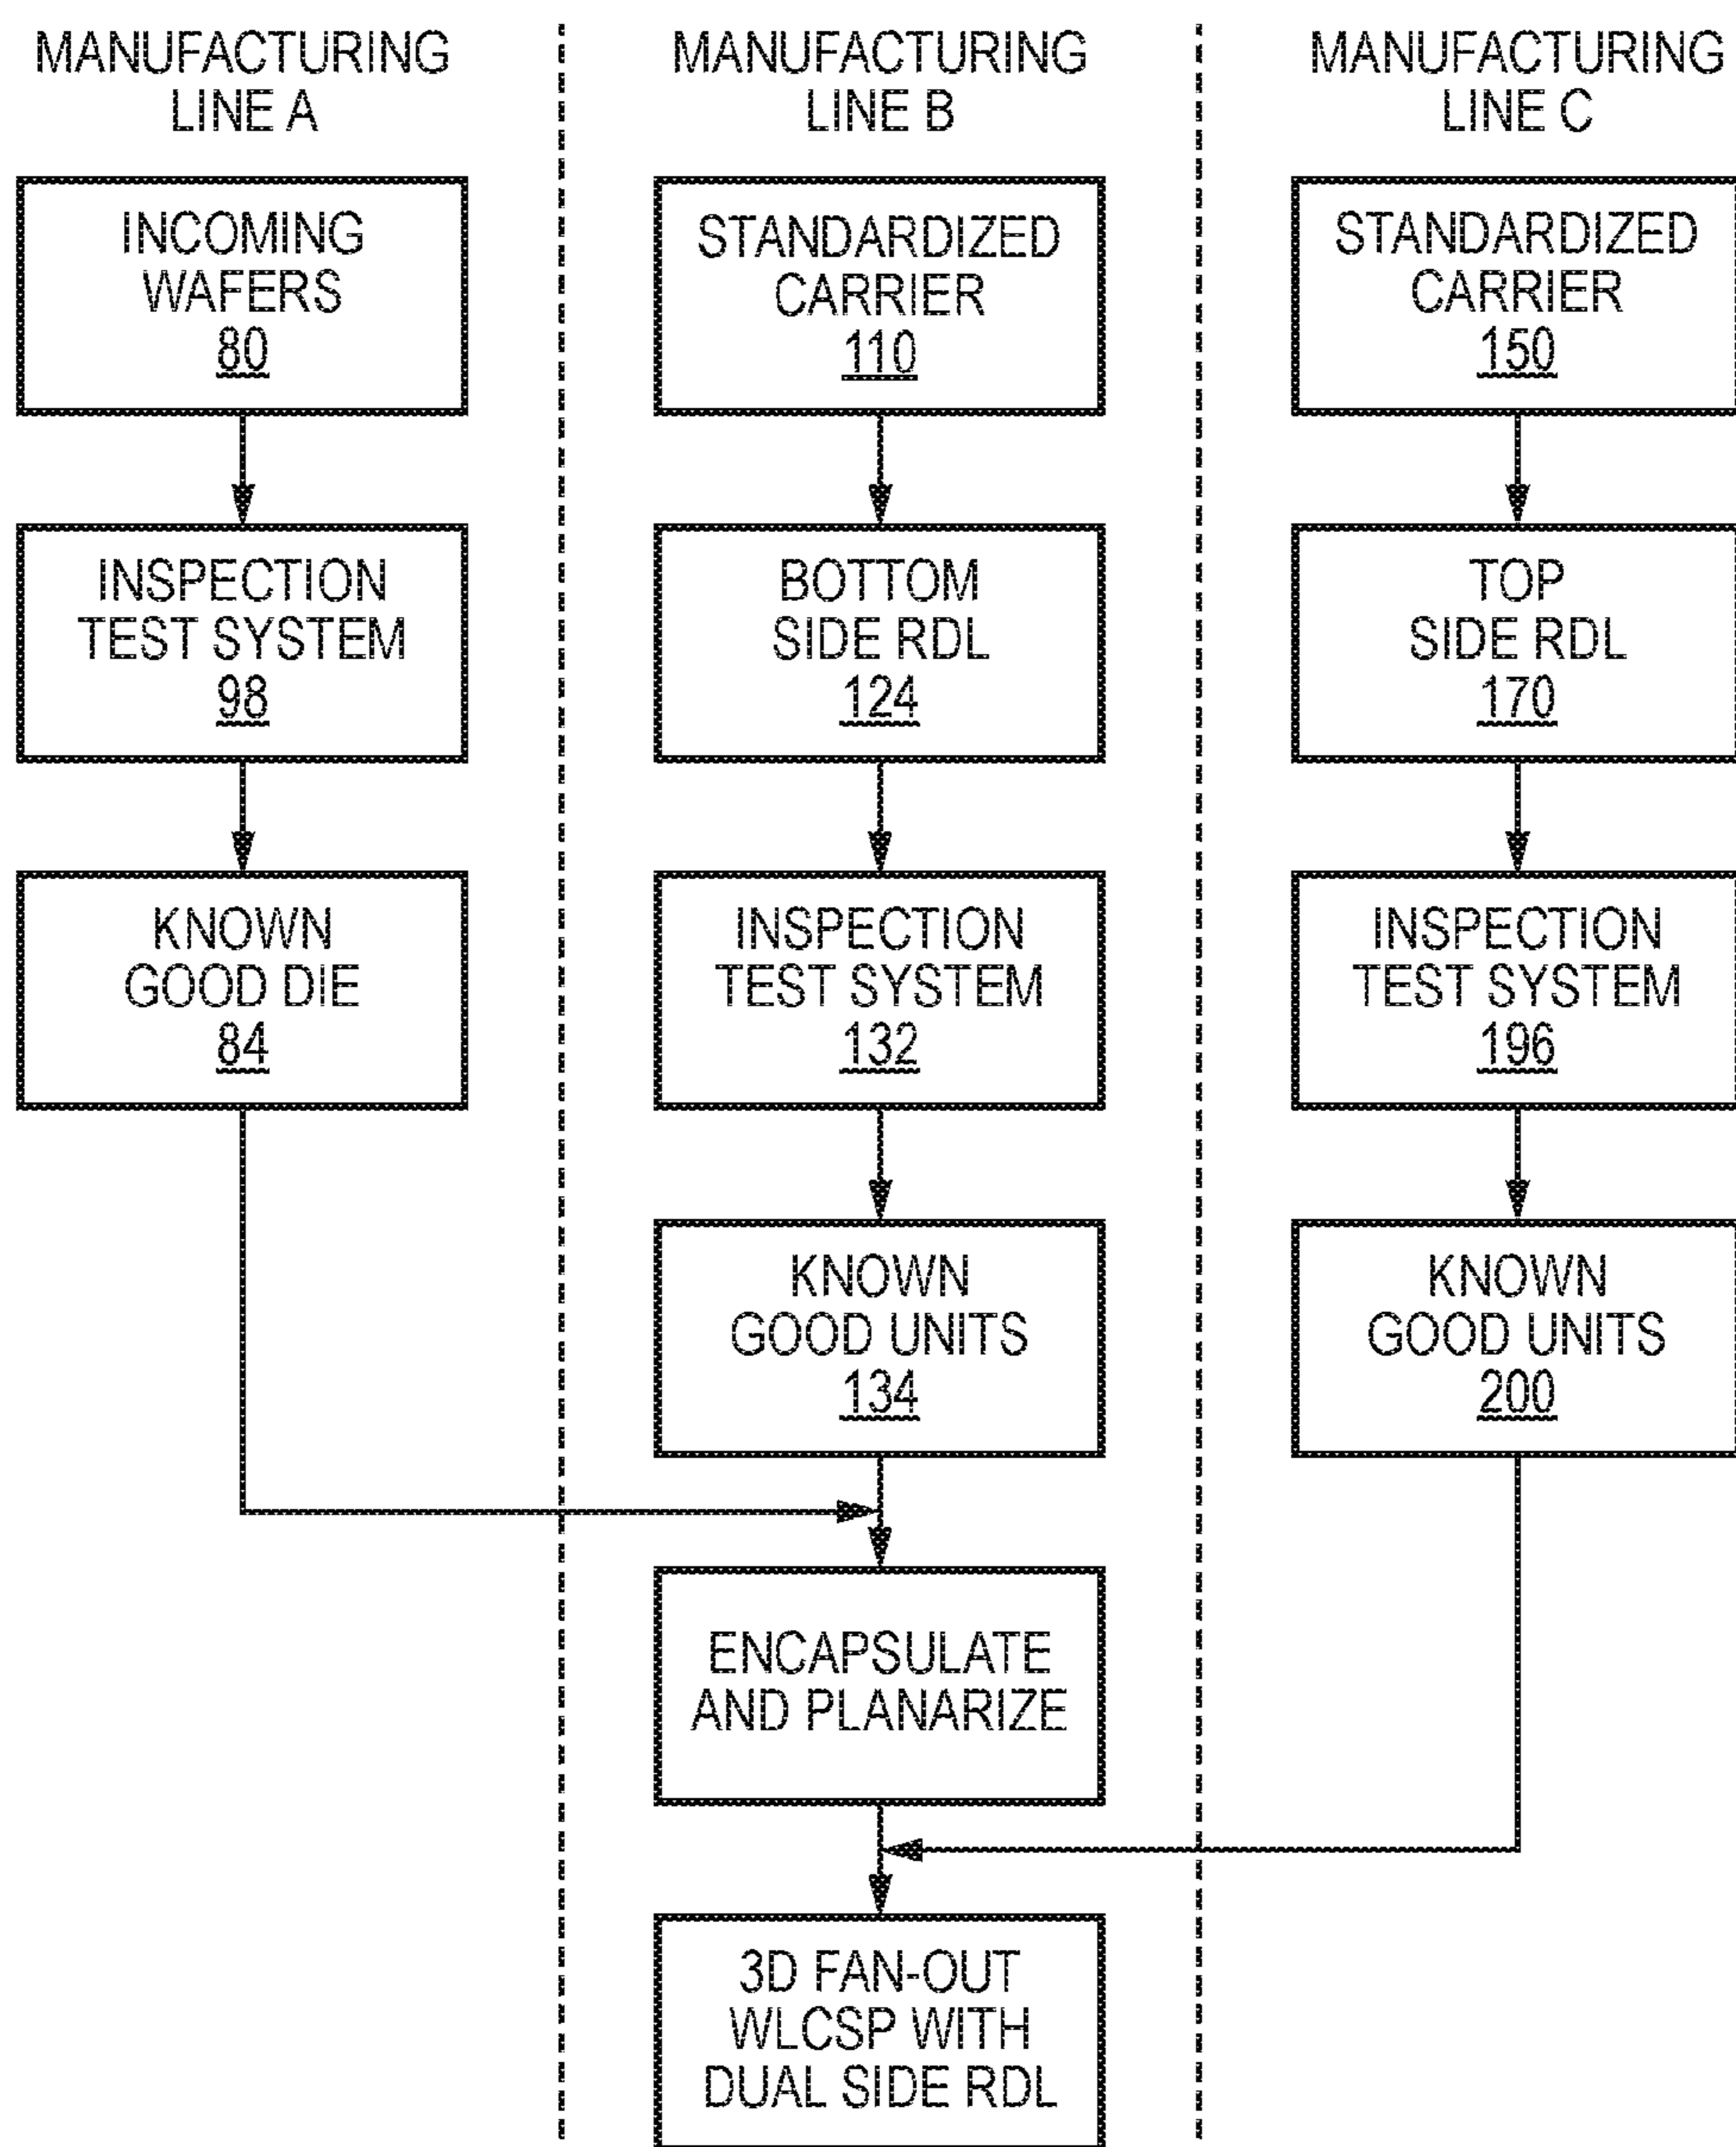 MANUFACTURING
LINE A
INCOMING
WAFERS
80
INSPECTION
TEST SYSTEM
98
KNOWN
GOOD DIE
84
MANUFACTURING
LINE B
STANDARDIZED
CARRIER
110
BOTTOM
SIDE RDL
124
INSPECTION
TEST SYSTEM
132
KNOWN
GOOD UNITS
134
ENCAPSULATE
AND PLANARIZE
3D FAN-OUT
WLCSP WITH
DUAL SIDE RDL
MANUFACTURING
LINE C
STANDARDIZED
CARRIER
150
TOP
SIDE RDL
170
INSPECTION
TEST SYSTEM
196
KNOWN
GOOD UNITS
200